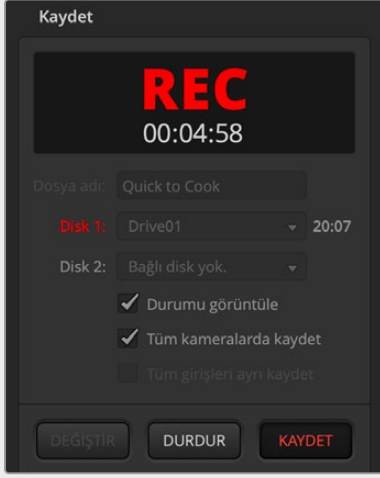 Kaydet
REC
00:04:58
Dosya adı: Quick to Cook
Disk 1: Drive01 20:07
Disk 2: Bağlı disk yok.
Durumu görüntüle
Tüm kameralarda kaydet
Tüm girişleri ayrı kaydet
DEĞİŞTİR DURDUR KAYDET